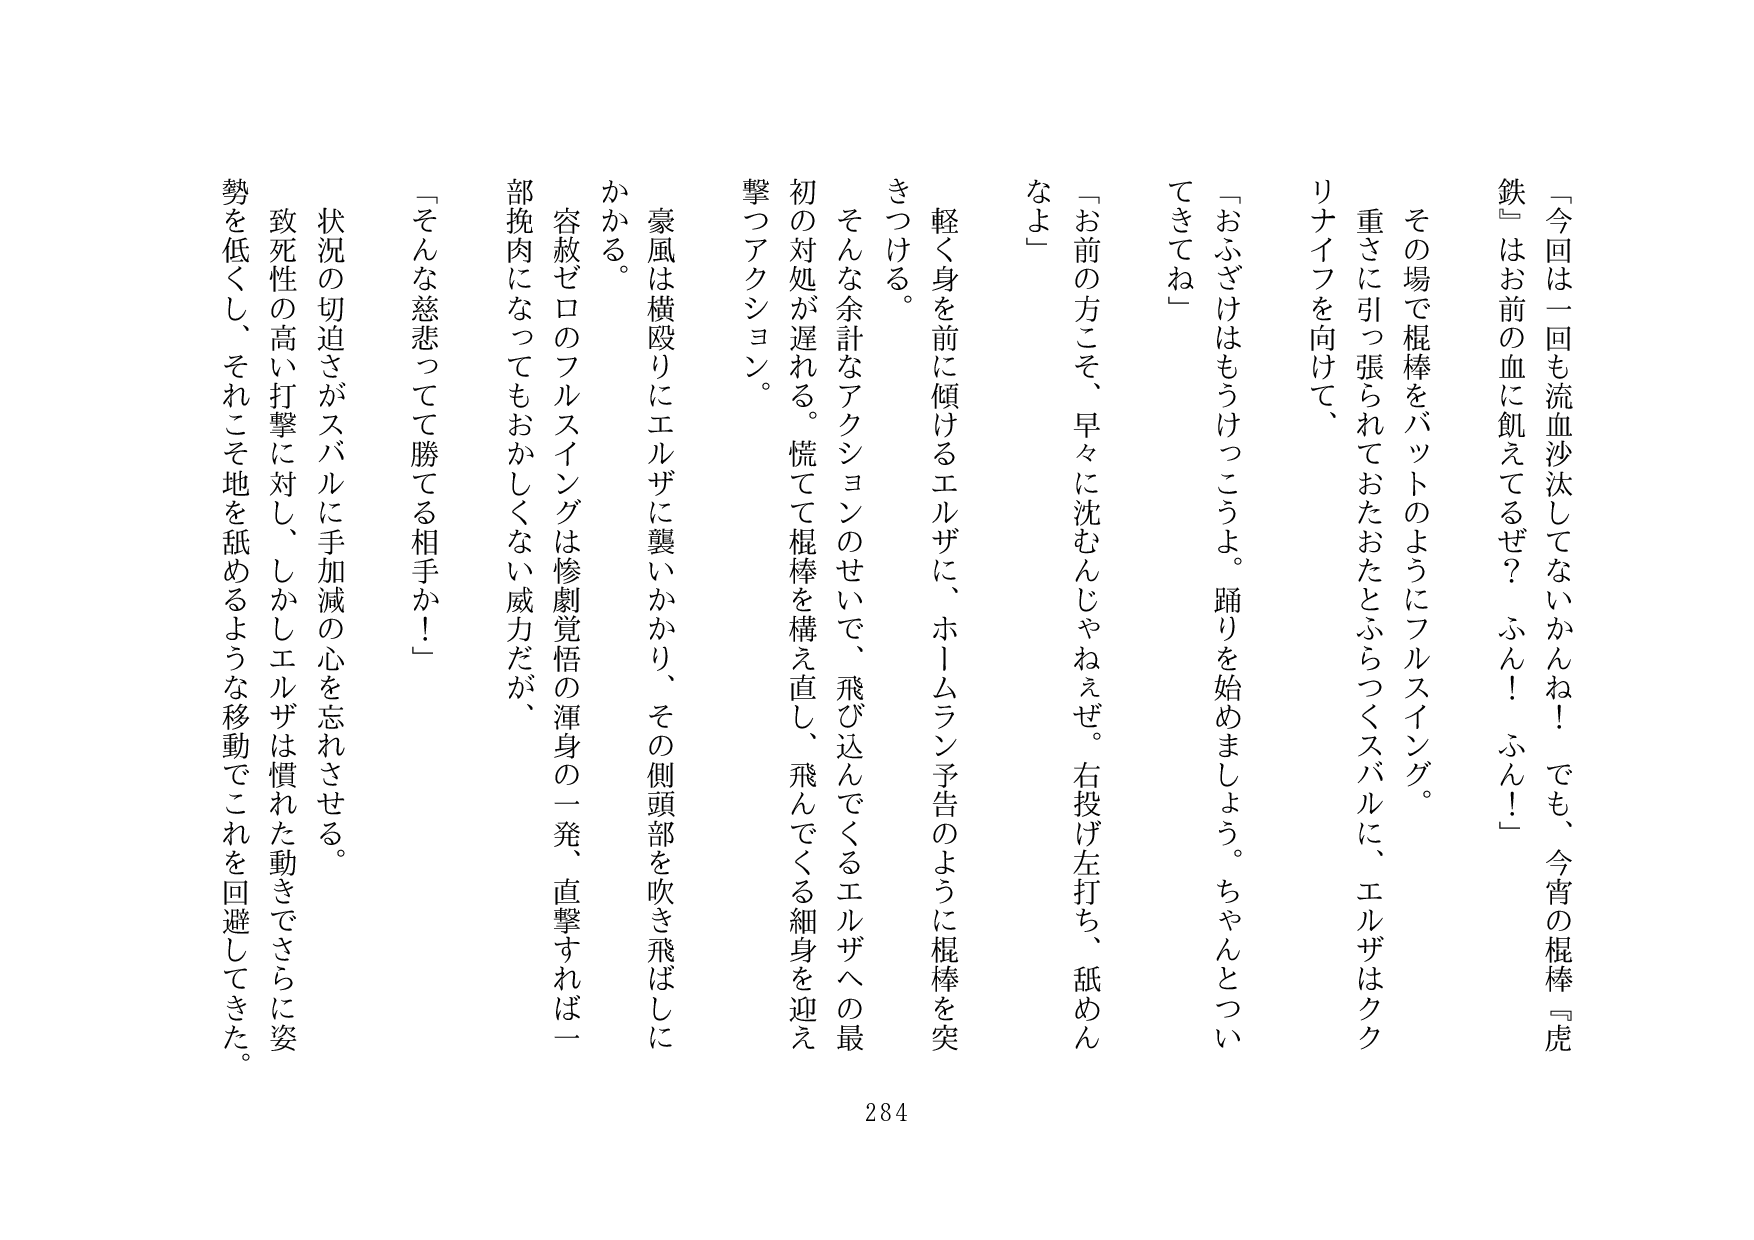 「今回は一回も流血沙汰してないかんね！　でも、今宵の棍棒『虎
鉄』はお前の血に飢えてるぜ？　ふん！　ふん！」
その場で棍棒をバットのようにフルスイング。
重さに引っ張られておたおたとふらつくスバルに、エルザはクク
リナイフを向けて、
「おふざけはもうけっこうよ。踊りを始めましょう。ちゃんとつい
てきてね」
「お前の方こそ、早々に沈むんじゃねぇぜ。右投げ左打ち、舐めん
なよ」
軽く身を前に傾けるエルザに、ホームラン予告のように棍棒を突
きつける。
そんな余計なアクションのせいで、飛び込んでくるエルザへの最
初の対処が遅れる。慌てて棍棒を構え直し、飛んでくる細身を迎え
撃つアクション。
豪風は横殴りにエルザに襲いかかり、その側頭部を吹き飛ばしに
かかる。
容赦ゼロのフルスイングは惨劇覚悟の渾身の一発、直撃すれば一
部挽肉になってもおかしくない威力だが、
「そんな慈悲ってて勝てる相手か！」
状況の切迫さがスバルに手加減の心を忘れさせる。
致死性の高い打撃に対し、しかしエルザは慣れた動きでさらに姿
勢を低くし、それこそ地を舐めるような移動でこれを回避してきた。
284